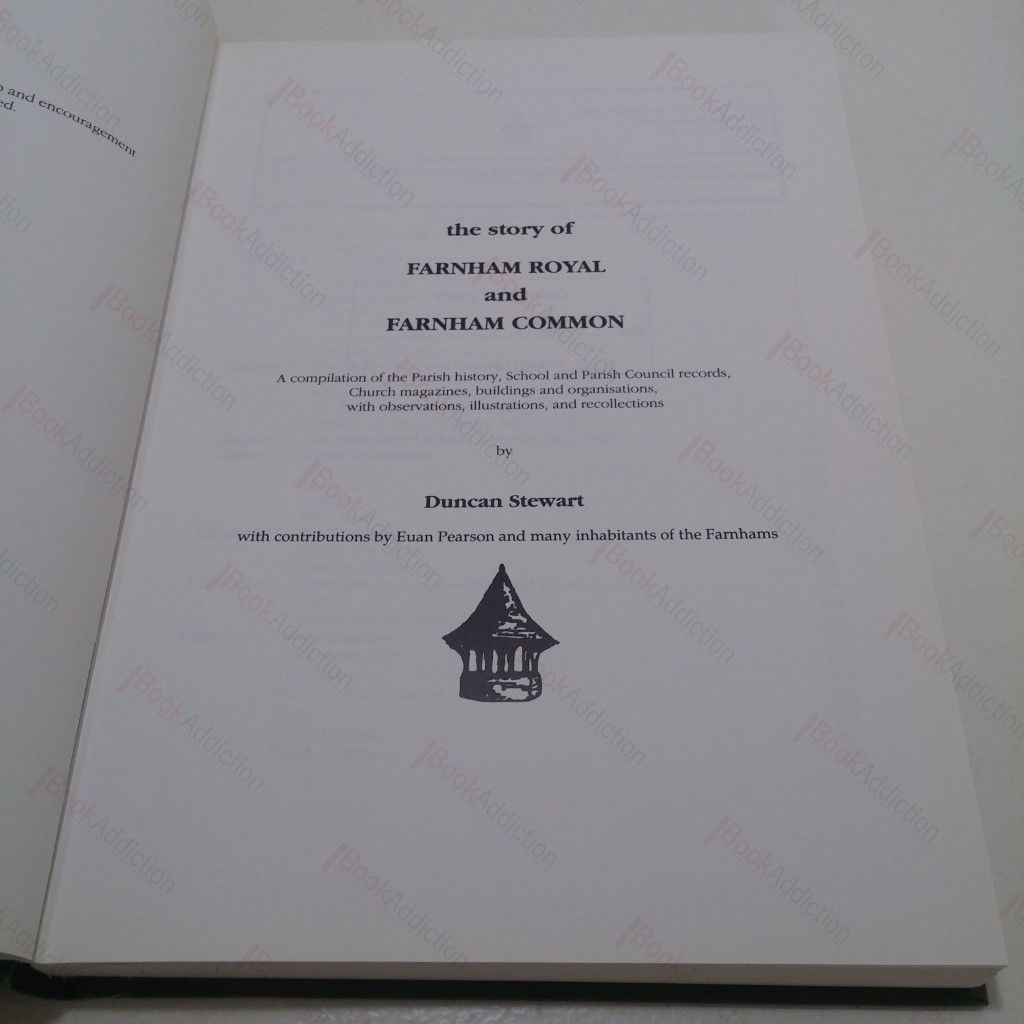 and encouragement
ed.
the story of
FARNHAM ROYAL
and
FARNHAM COMMON
A compilation of the Parish history, School and Parish Council records,
Church magazines, buildings and organisations,
with observations, illustrations, and recollections
by
Duncan Stewart
with contributions by Euan Pearson and many inhabitants of the Farnhams
BookAddiction